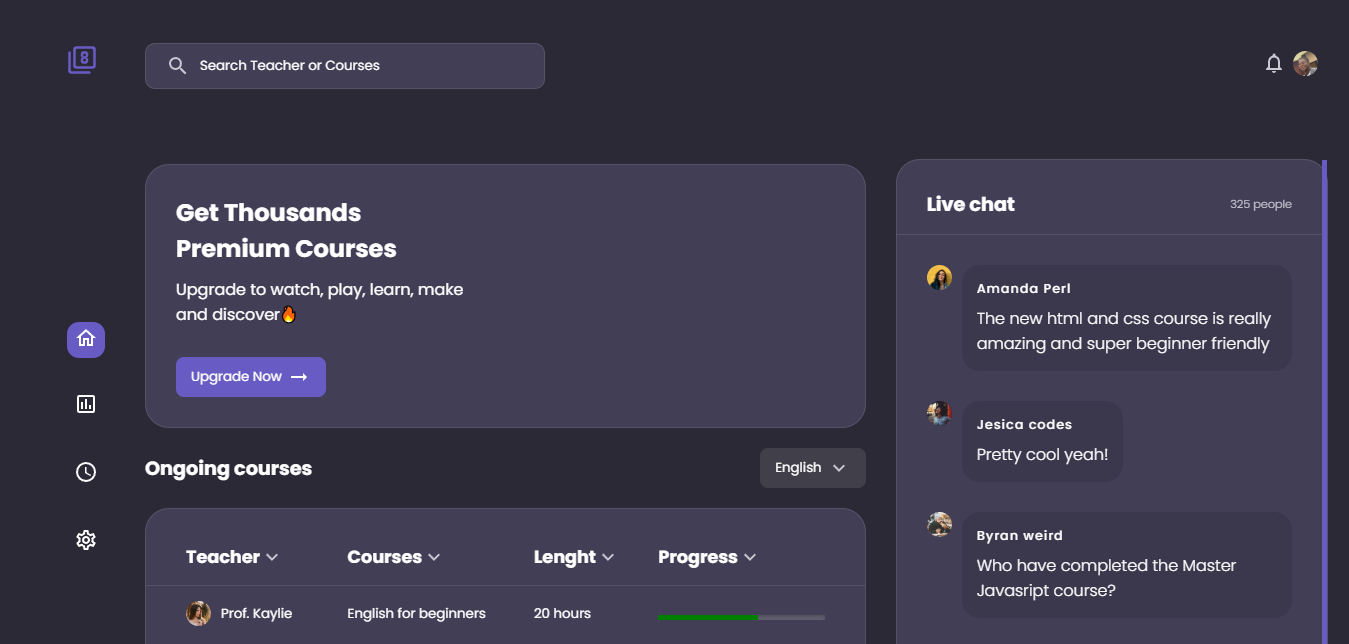 8
Search Teacher or Courses
Get Thousands
Premium Courses
Upgrade to watch, play, learn, make
and discover🔥
Upgrade Now →
Ongoing courses
English
Teacher Courses Lenght Progress
Prof. Kaylie English for beginners 20 hours
Live chat 325 people
Amanda Perl
The new html and css course is really
amazing and super beginner friendly
Jesica codes
Pretty cool yeah!
Byran weird
Who have completed the Master
Javasript course?